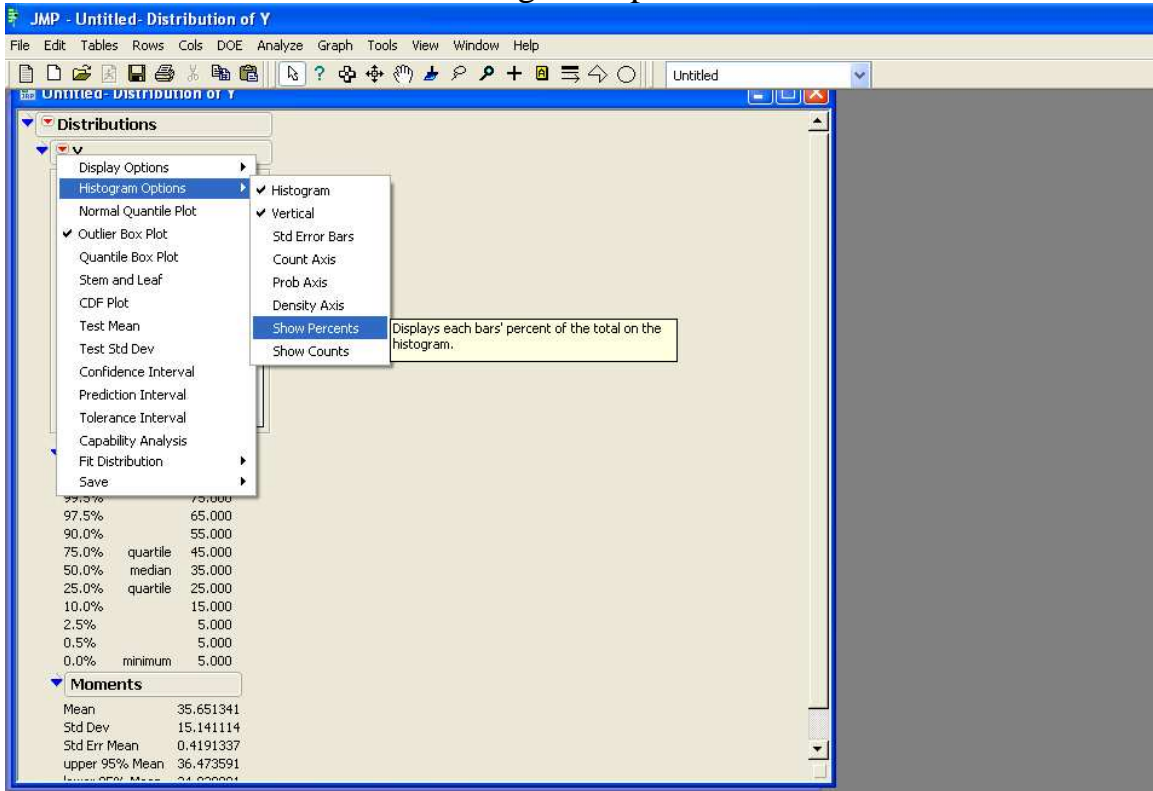 JMP - Untitled- Distribution of Y
File Edit Tables Rows Cols DOE Analyze Graph Tools View Window Help
Untitled
Untitled- Distribution of Y
Distributions
Y
Display Options
Histogram Options
Normal Quantile Plot
Outlier Box Plot
Quantile Box Plot
Stem and Leaf
CDF Plot
Test Mean
Test Std Dev
Confidence Interval
Prediction Interval
Tolerance Interval
Capability Analysis
Fit Distribution
Save
Histogram
Vertical
Std Error Bars
Count Axis
Prob Axis
Density Axis
Show Percents
Show Counts
Displays each bars' percent of the total on the
histogram.
99.5% 75.000
97.5% 65.000
90.0% 55.000
75.0% quartile 45.000
50.0% median 35.000
25.0% quartile 25.000
10.0% 15.000
2.5% 5.000
0.5% 5.000
0.0% minimum 5.000
Moments
Mean 35.651341
Std Dev 15.141114
Std Err Mean 0.4191337
upper 95% Mean 36.473591
lower 95% Mean